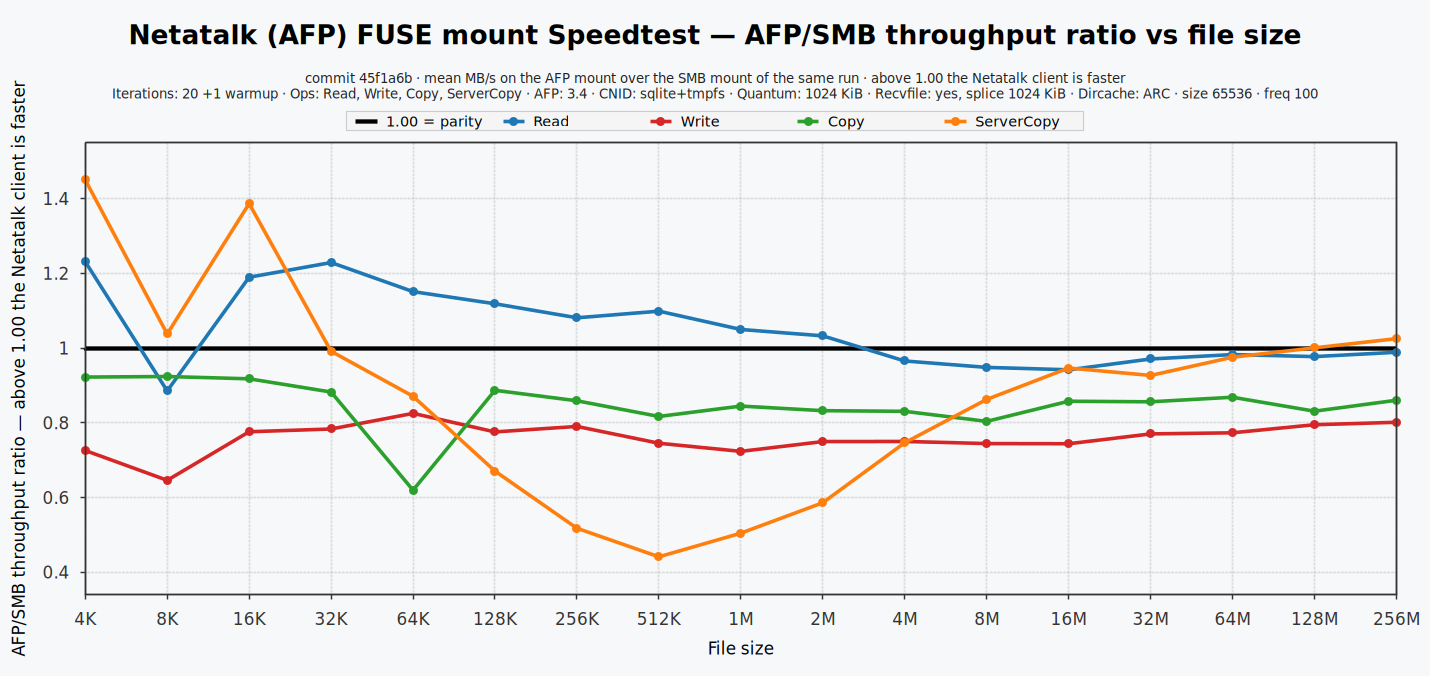 Netatalk (AFP) FUSE mount Speedtest — AFP/SMB throughput ratio vs file size
commit 45f1a6b · mean MB/s on the AFP mount over the SMB mount of the same run · above 1.00 the Netatalk client is faster
Iterations: 20 +1 warmup · Ops: Read, Write, Copy, ServerCopy · AFP: 3.4 · CNID: sqlite+tmpfs · Quantum: 1024 KiB · Recvfile: yes, splice 1024 KiB · Dircache: ARC · size 65536 · freq 100
1.00 = parity Read Write Copy ServerCopy
AFP/SMB throughput ratio — above 1.00 the Netatalk client is faster
1.4
1.2
1
0.8
0.6
0.4
4K 8K 16K 32K 64K 128K 256K 512K 1M 2M 4M 8M 16M 32M 64M 128M 256M
File size